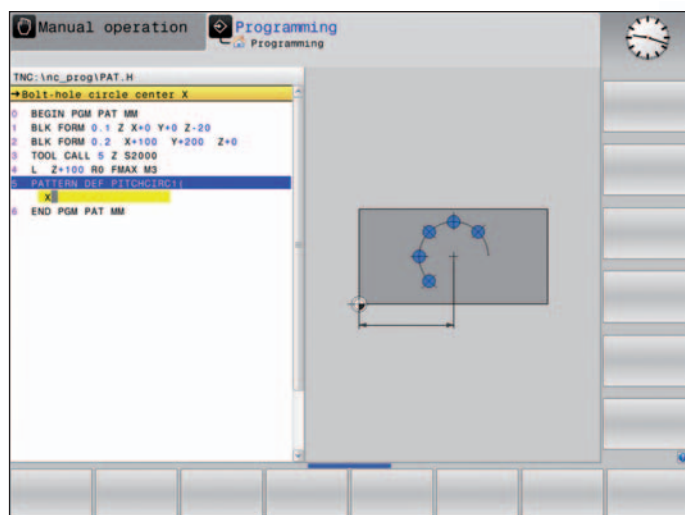 Manual operation
Programming
Programming
TNC:\nc_prog\PAT.H
→Bolt-hole circle center X
0 BEGIN PGM PAT MM
1 BLK FORM 0.1 Z X+0 Y+0 Z-20
2 BLK FORM 0.2 X+100 Y+200 Z+0
3 TOOL CALL 5 Z S2000
4 L Z+100 R0 FMAX M3
5 PATTERN DEF PITCHCIRC1(
X
6 END PGM PAT MM